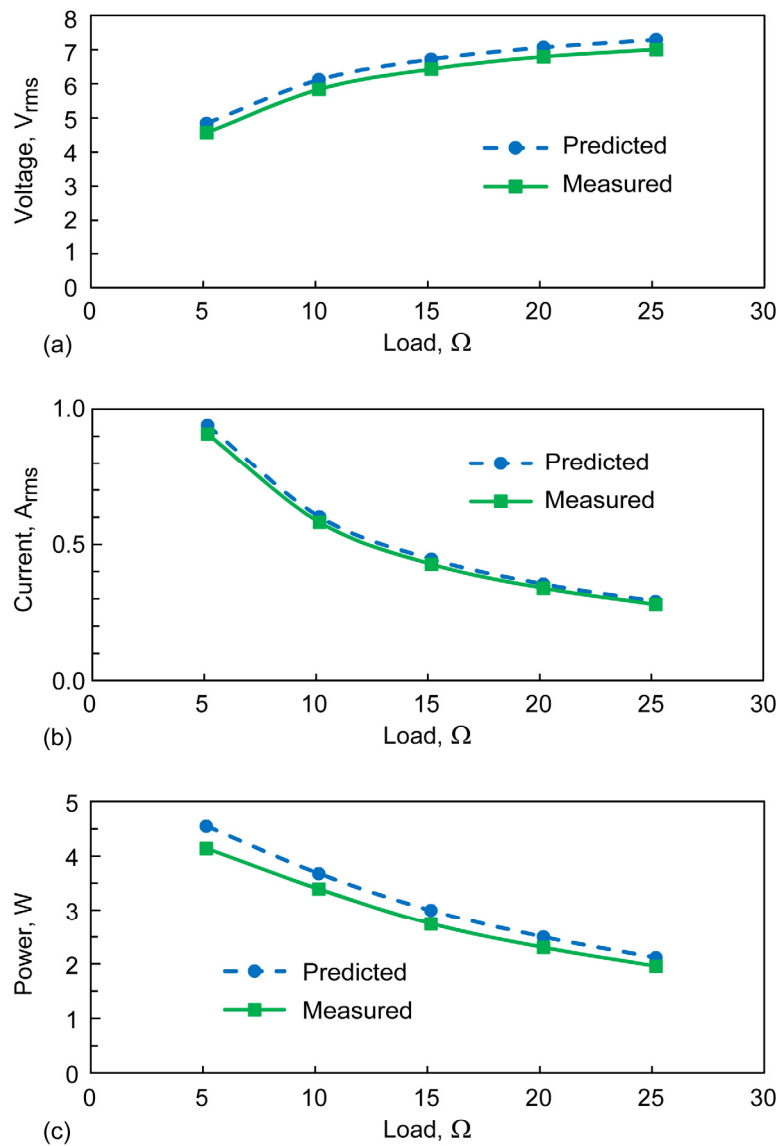 8
7
6
5
4
3
2
1
0
Voltage, Vrms
Predicted
Measured
0 5 10 15 20 25 30
Load, Ω
(a)
1.0
0.5
0.0
Current, Arms
Predicted
Measured
0 5 10 15 20 25 30
Load, Ω
(b)
5
4
3
2
1
0
Power, W
Predicted
Measured
0 5 10 15 20 25 30
Load, Ω
(c)